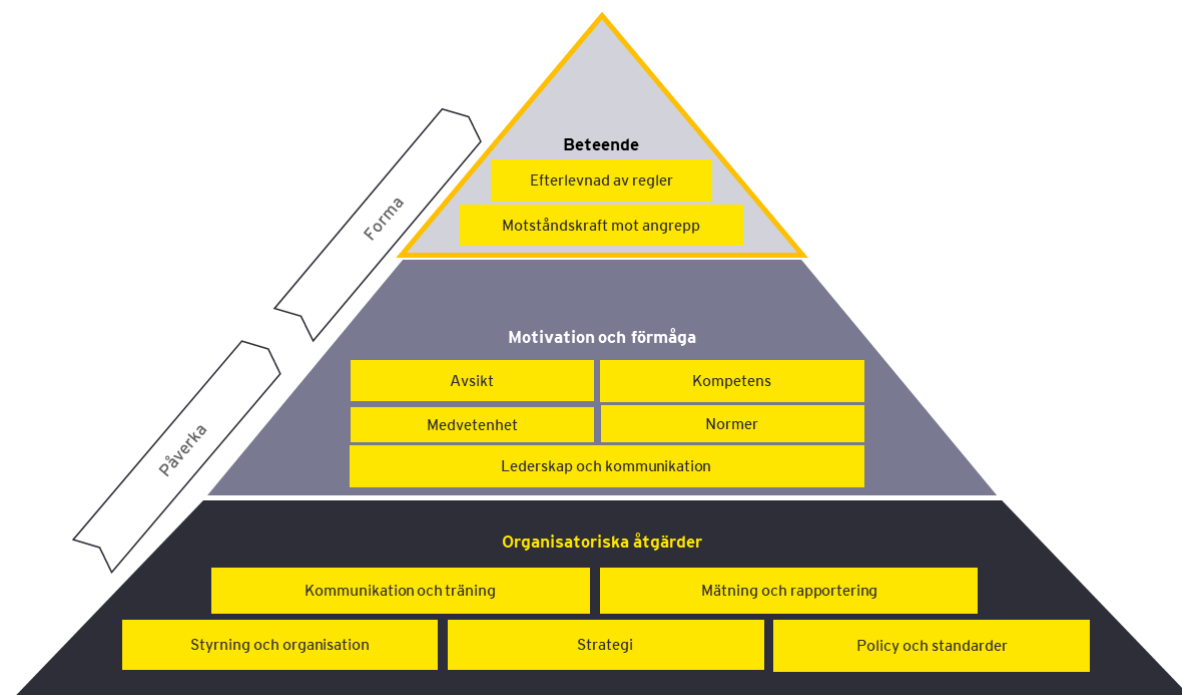 Beteende
Efterlevnad av regler
Motståndskraft mot angrepp
Forma
Motivation och förmåga
Avsikt
Kompetens
Medvetenhet
Normer
Lederskap och kommunikation
Påverka
Organisatoriska åtgärder
Kommunikation och träning
Mätning och rapportering
Styrning och organisation
Strategi
Policy och standarder